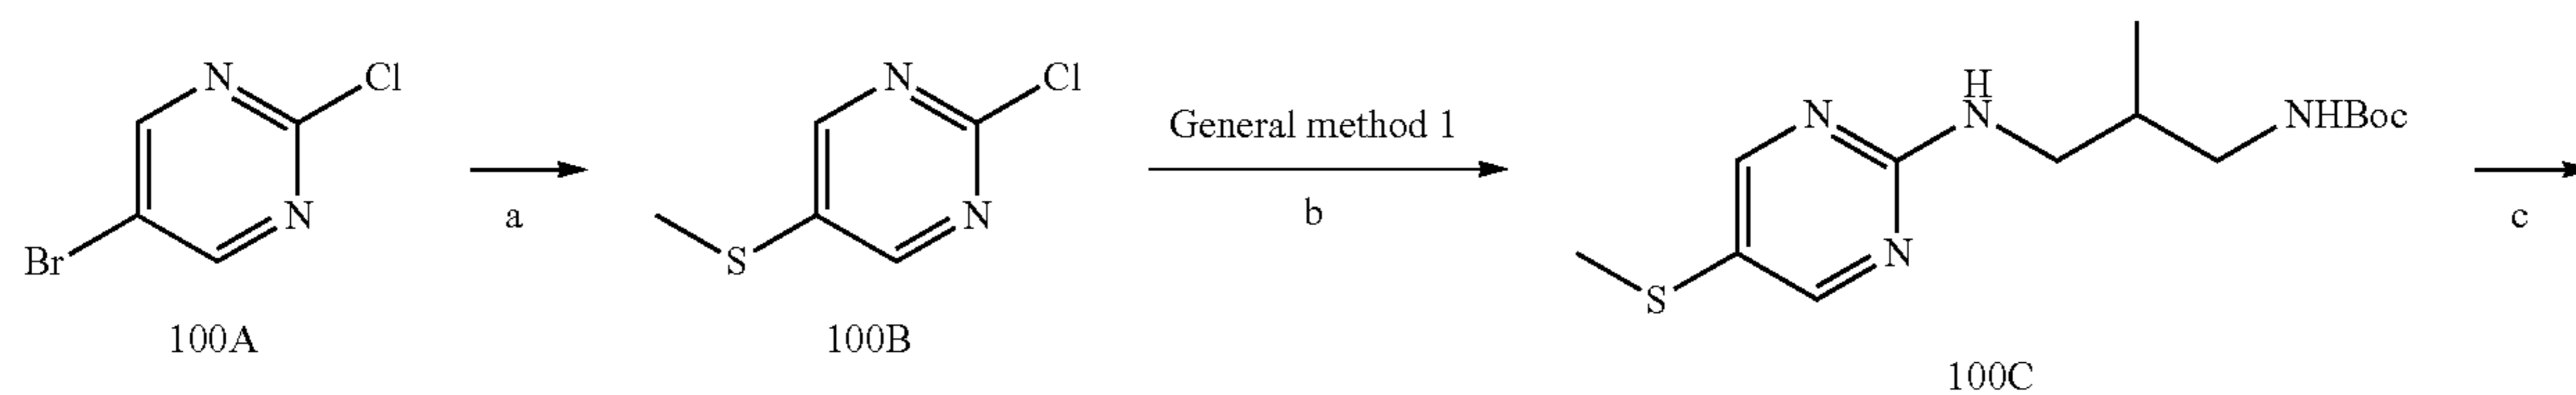 N Cl
N
Br
100A
a
N Cl
N
S
100B
General method 1
b
H
N N NHBoc
N
S
100C
c